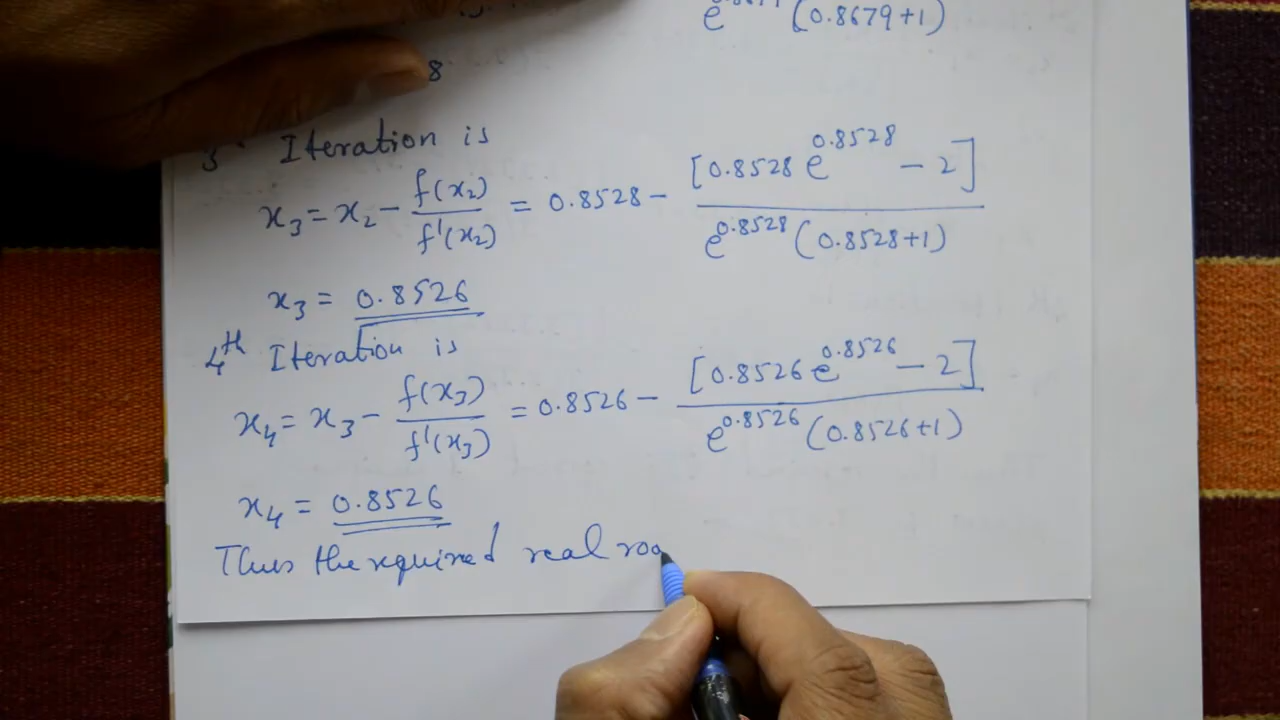 e^0.8679 (0.8679+1)
8
3 Iteration is
x₃ = x₂ − f(x₂)/f'(x₂) = 0.8528 − [0.8528 e^0.8528 − 2]/e^0.8528 (0.8528+1)
x₃ = 0.8526
4th Iteration is
x₄ = x₃ − f(x₃)/f'(x₃) = 0.8526 − [0.8526 e^0.8526 − 2]/e^0.8526 (0.8526+1)
x₄ = 0.8526
Thus the required real roo